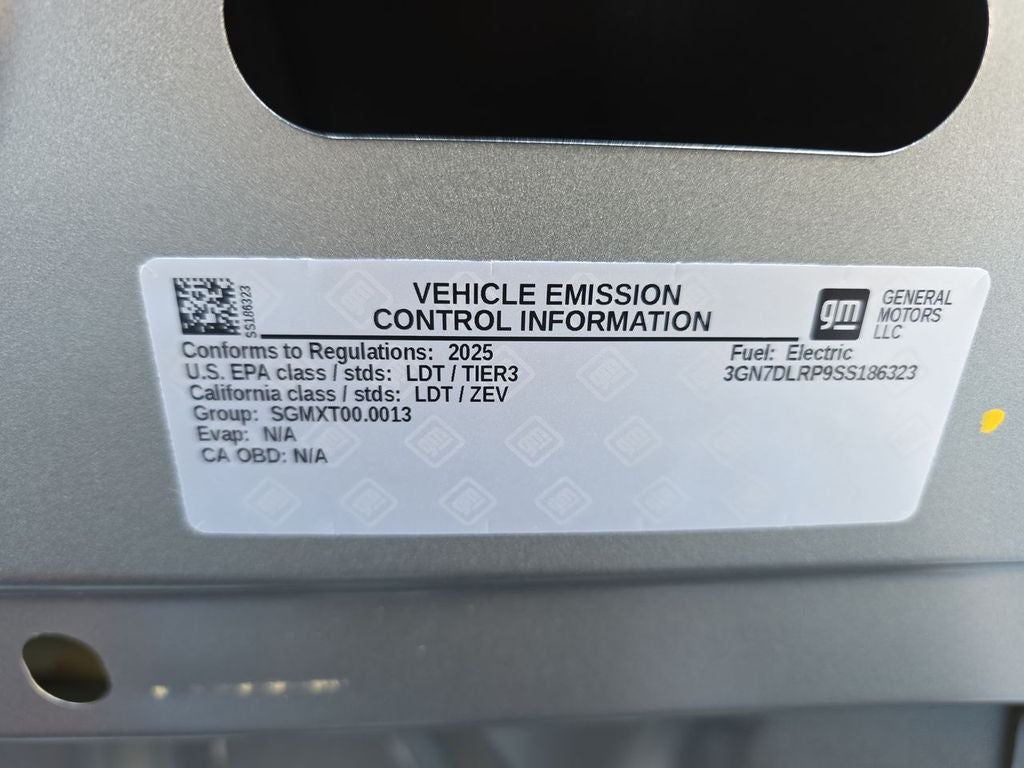 SS186323
VEHICLE EMISSION
CONTROL INFORMATION
gm
GENERAL
MOTORS
LLC
Conforms to Regulations: 2025
U.S. EPA class / stds: LDT / TIER3
California class / stds: LDT / ZEV
Group: SGMXT00.0013
Evap: N/A
CA OBD: N/A
Fuel: Electric
3GN7DLRP9SS186323